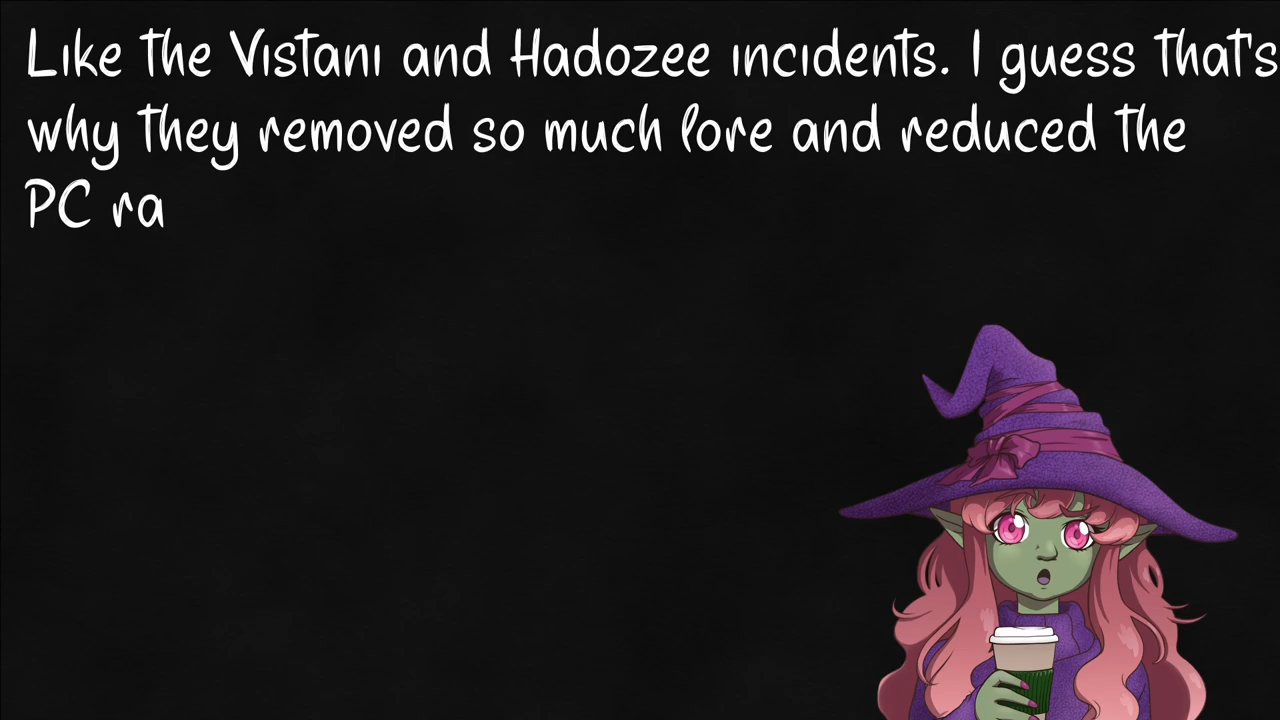 Like the Vistani and Hadozee incidents. I guess that's
why they removed so much lore and reduced the
PC ra